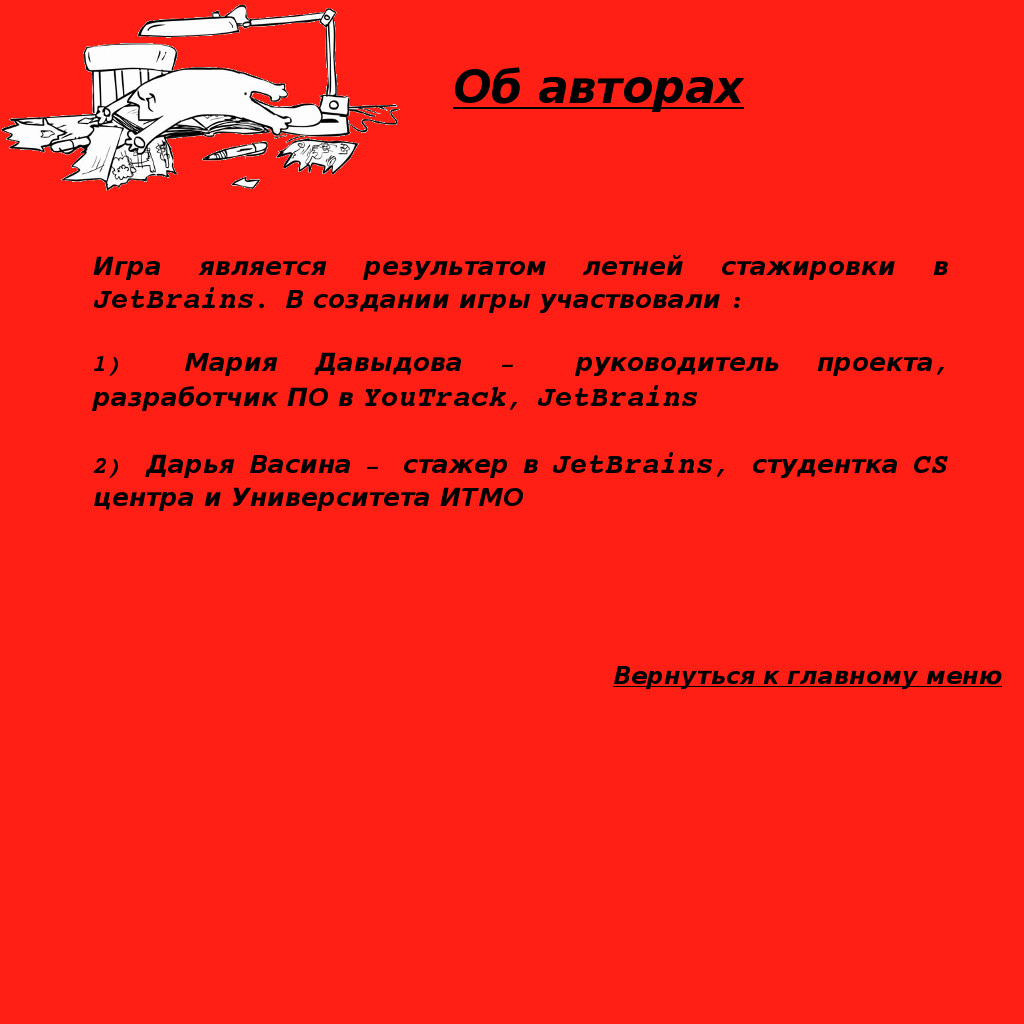 Об авторах
Игра является результатом летней стажировки в
JetBrains. В создании игры участвовали :
1) Мария Давыдова – руководитель проекта,
разработчик ПО в YouTrack, JetBrains
2) Дарья Васина – стажер в JetBrains, студентка CS
центра и Университета ИТМО
Вернуться к главному меню